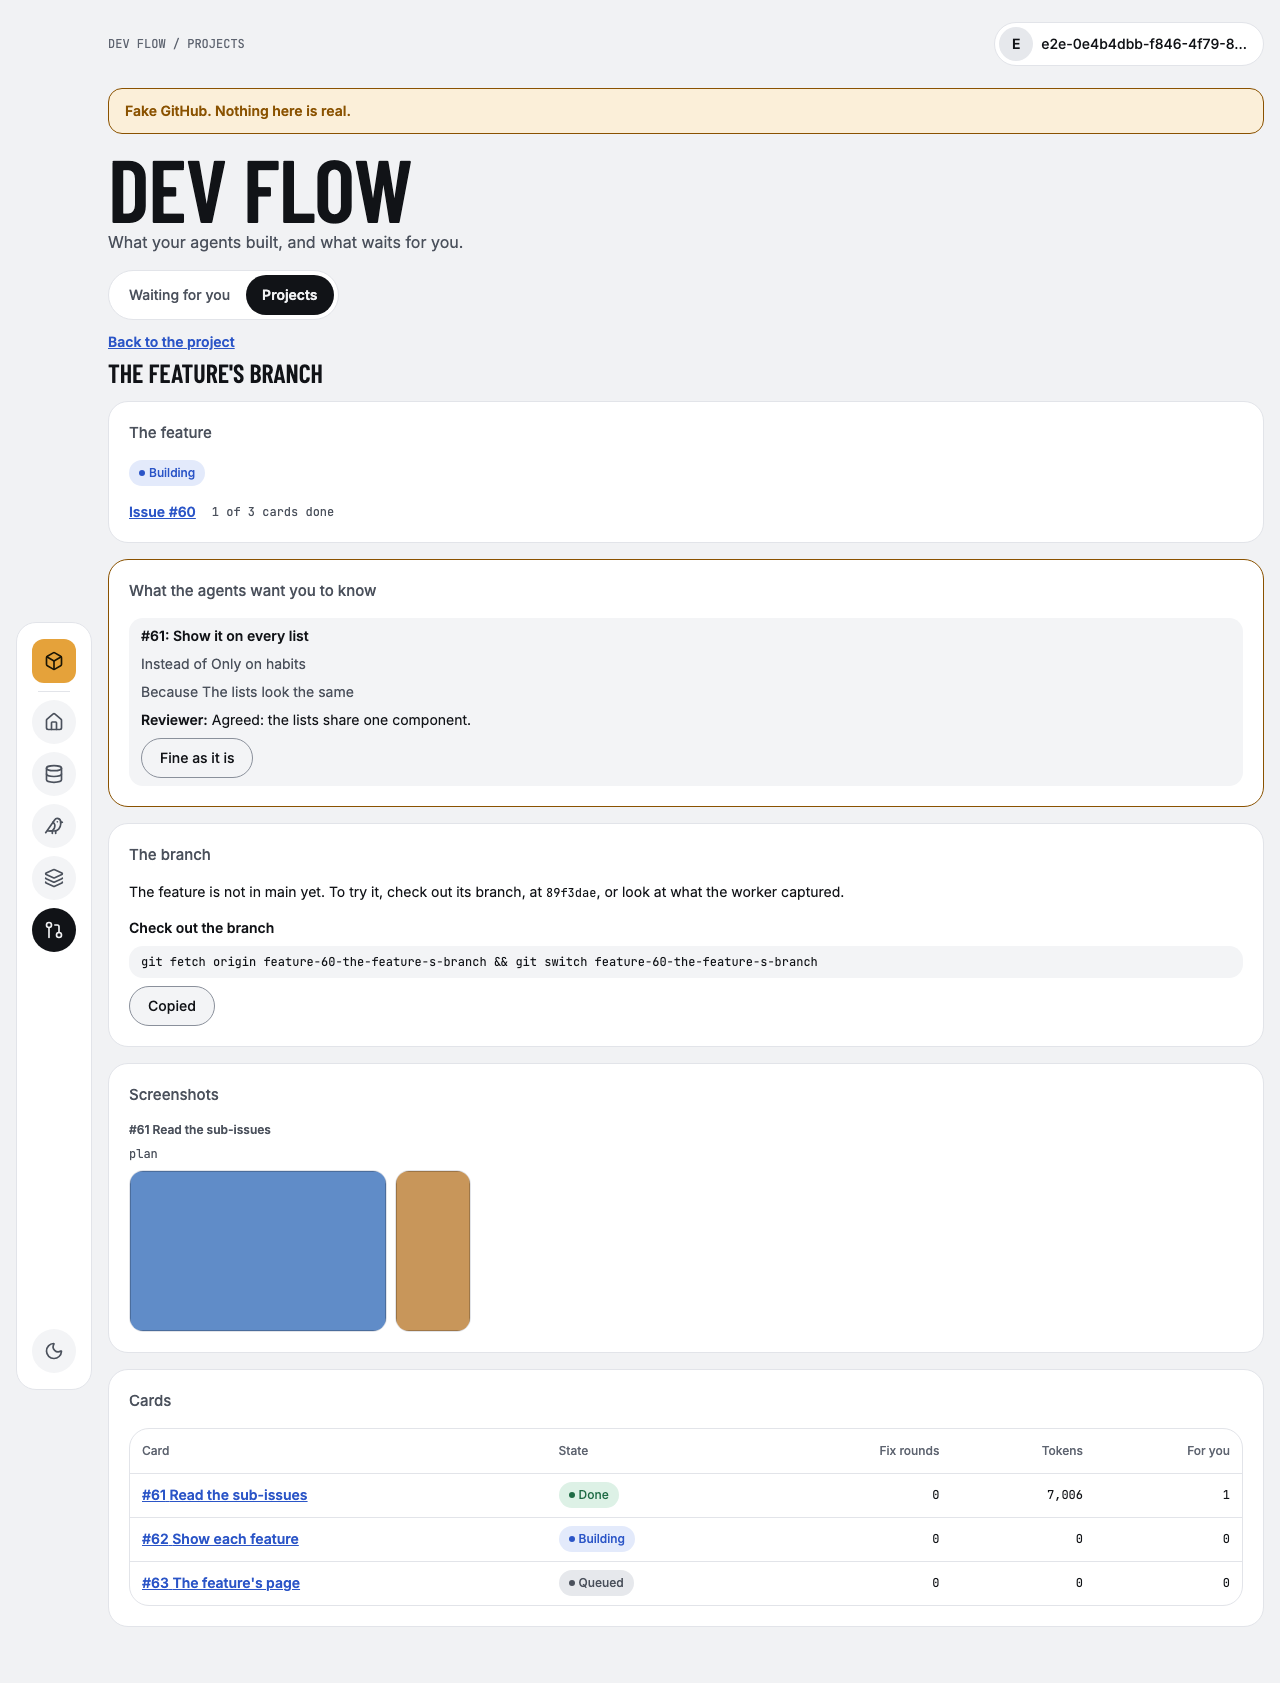 DEV FLOW / PROJECTS
E
e2e-0e4b4dbb-f846-4f79-8...
Fake GitHub. Nothing here is real.
DEV FLOW
What your agents built, and what waits for you.
Waiting for you
Projects
Back to the project
THE FEATURE'S BRANCH
The feature
Building
Issue #60 1 of 3 cards done
What the agents want you to know
#61: Show it on every list
Instead of Only on habits
Because The lists look the same
Reviewer: Agreed: the lists share one component.
Fine as it is
The branch
The feature is not in main yet. To try it, check out its branch, at 89f3dae, or look at what the worker captured.
Check out the branch
git fetch origin feature-60-the-feature-s-branch && git switch feature-60-the-feature-s-branch
Copied
Screenshots
#61 Read the sub-issues
plan
Cards
Card State Fix rounds Tokens For you
#61 Read the sub-issues Done 0 7,006 1
#62 Show each feature Building 0 0 0
#63 The feature's page Queued 0 0 0